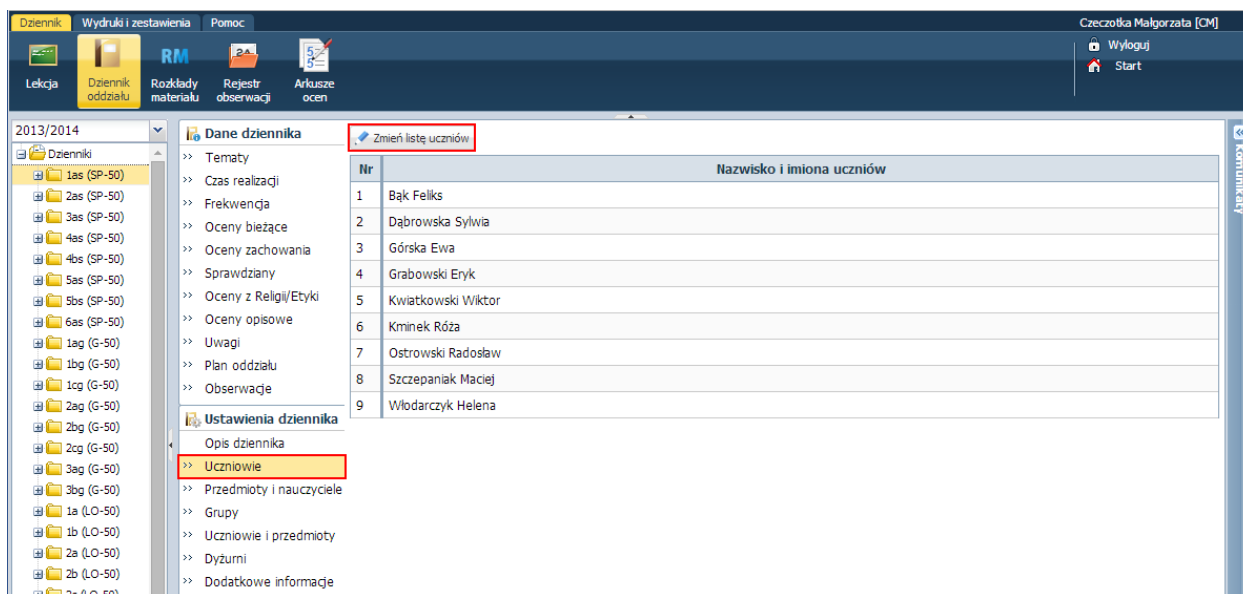 Dziennik Wydruki i zestawienia Pomoc Czeczotka Małgorzata [CM]
Wyloguj
Start
RM
Lekcja Dziennik oddziału Rozkłady materiału Rejestr obserwacji Arkusze ocen
2013/2014
Dzienniki
1as (SP-50)
2as (SP-50)
3as (SP-50)
4as (SP-50)
4bs (SP-50)
5as (SP-50)
5bs (SP-50)
6as (SP-50)
1ag (G-50)
1bg (G-50)
1cg (G-50)
2ag (G-50)
2bg (G-50)
2cg (G-50)
3ag (G-50)
3bg (G-50)
1a (LO-50)
1b (LO-50)
2a (LO-50)
2b (LO-50)
Dane dziennika
Tematy
Czas realizacji
Frekwencja
Oceny bieżące
Oceny zachowania
Sprawdziany
Oceny z Religii/Etyki
Oceny opisowe
Uwagi
Plan oddziału
Obserwacje
Ustawienia dziennika
Opis dziennika
Uczniowie
Przedmioty i nauczyciele
Grupy
Uczniowie i przedmioty
Dyżurni
Dodatkowe informacje
Zmień listę uczniów
Nr Nazwisko i imiona uczniów
1 Bąk Feliks
2 Dąbrowska Sylwia
3 Górska Ewa
4 Grabowski Eryk
5 Kwiatkowski Wiktor
6 Kminek Róża
7 Ostrowski Radosław
8 Szczepaniak Maciej
9 Włodarczyk Helena
Komunikaty